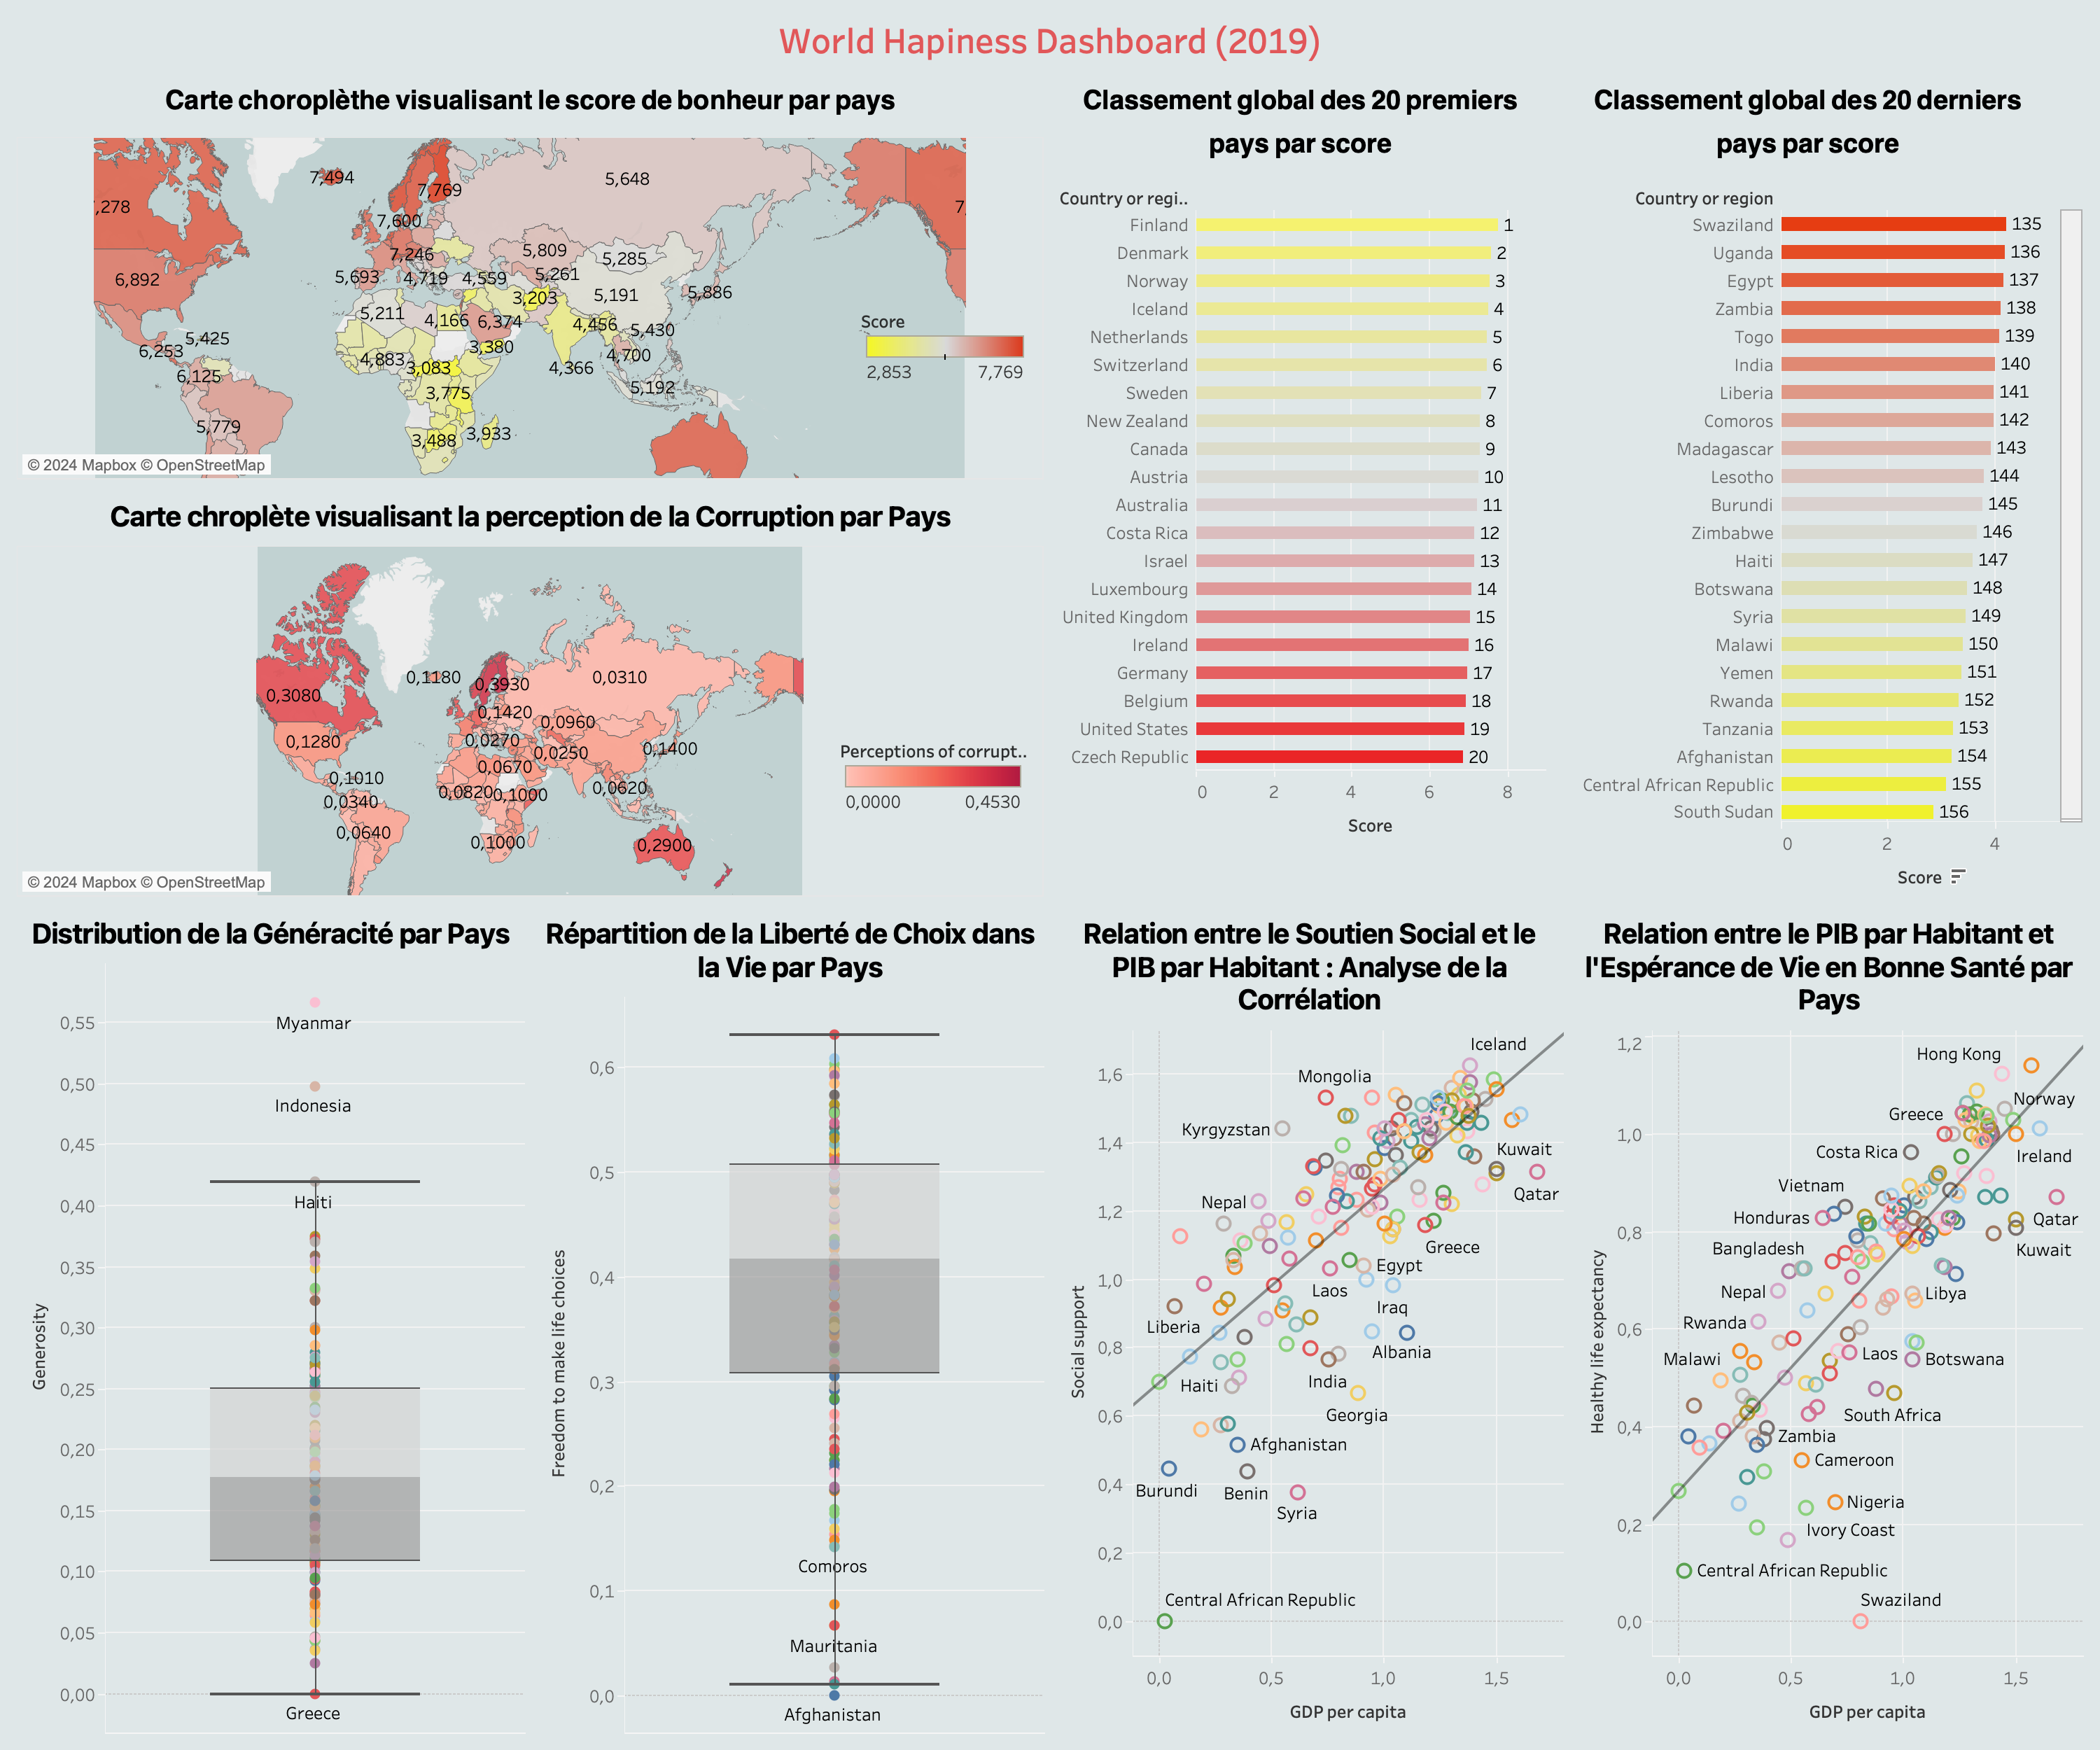 World Hapiness Dashboard (2019)
Carte choroplèthe visualisant le score de bonheur par pays
7,494
7,769
5,648
,278
7,600
7,
7,246
5,809
5,285
6,892
5,693
4,719
4,559
5,261
3,203
5,191
5,886
5,211
4,166
6,374
4,456
5,430
5,425
6,253
4,883
3,380
4,700
3,083
4,366
6,125
3,775
5,192
5,779
3,488
3,933
Score
2,853
7,769
© 2024 Mapbox © OpenStreetMap
Carte chroplète visualisant la perception de la Corruption par Pays
0,1180
0,3930
0,0310
0,3080
0,1420
0,0960
0,1280
0,0270
0,0250
0,1400
0,0670
0,1010
0,0820
0,1000
0,0620
0,0340
0,0640
0,1000
0,2900
Perceptions of corrupt..
0,0000
0,4530
© 2024 Mapbox © OpenStreetMap
Classement global des 20 premiers
pays par score
Country or regi..
Finland 1
Denmark 2
Norway 3
Iceland 4
Netherlands 5
Switzerland 6
Sweden 7
New Zealand 8
Canada 9
Austria 10
Australia 11
Costa Rica 12
Israel 13
Luxembourg 14
United Kingdom 15
Ireland 16
Germany 17
Belgium 18
United States 19
Czech Republic 20
0 2 4 6 8
Score
Classement global des 20 derniers
pays par score
Country or region
Swaziland 135
Uganda 136
Egypt 137
Zambia 138
Togo 139
India 140
Liberia 141
Comoros 142
Madagascar 143
Lesotho 144
Burundi 145
Zimbabwe 146
Haiti 147
Botswana 148
Syria 149
Malawi 150
Yemen 151
Rwanda 152
Tanzania 153
Afghanistan 154
Central African Republic 155
South Sudan 156
0 2 4
Score
Distribution de la Généracité par Pays
Generosity
0,55
0,50
0,45
0,40
0,35
0,30
0,25
0,20
0,15
0,10
0,05
0,00
Myanmar
Indonesia
Haiti
Greece
Répartition de la Liberté de Choix dans
la Vie par Pays
Freedom to make life choices
0,6
0,5
0,4
0,3
0,2
0,1
0,0
Comoros
Mauritania
Afghanistan
Relation entre le Soutien Social et le
PIB par Habitant : Analyse de la
Corrélation
Social support
1,6
1,4
1,2
1,0
0,8
0,6
0,4
0,2
0,0
Iceland
Mongolia
Kyrgyzstan
Kuwait
Qatar
Nepal
Greece
Egypt
Laos
Iraq
Liberia
Albania
Haiti
India
Georgia
Afghanistan
Burundi
Benin
Syria
Central African Republic
0,0 0,5 1,0 1,5
GDP per capita
Relation entre le PIB par Habitant et
l'Espérance de Vie en Bonne Santé par
Pays
Healthy life expectancy
1,2
1,0
0,8
0,6
0,4
0,2
0,0
Hong Kong
Norway
Greece
Costa Rica
Ireland
Vietnam
Honduras
Qatar
Bangladesh
Kuwait
Nepal
Libya
Rwanda
Malawi
Laos
Botswana
South Africa
Zambia
Cameroon
Nigeria
Ivory Coast
Central African Republic
Swaziland
0,0 0,5 1,0 1,5
GDP per capita